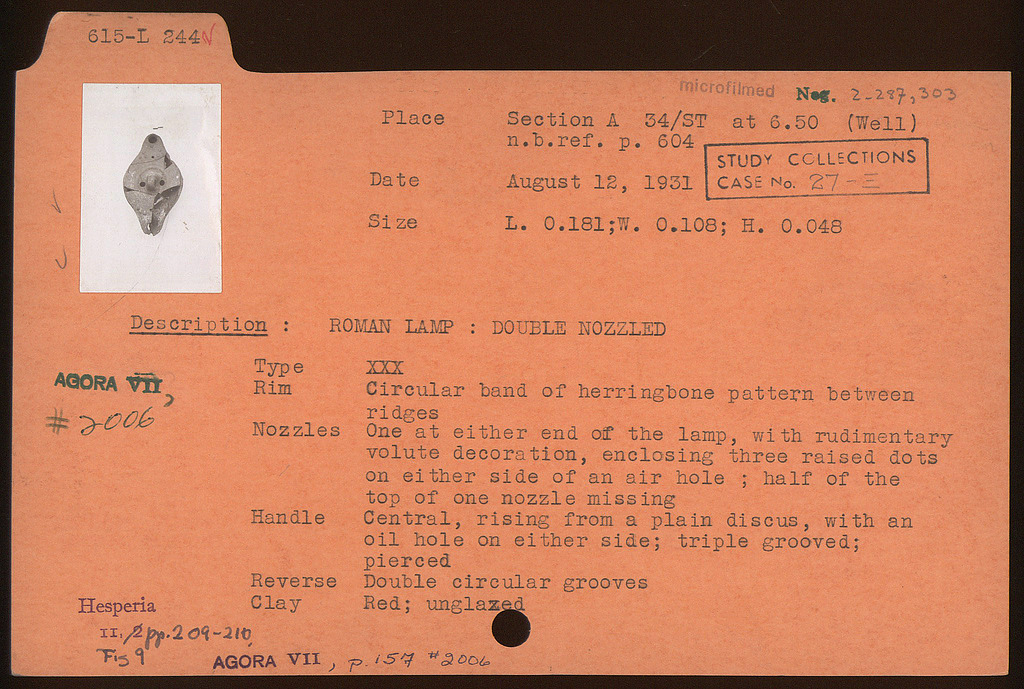 615-L 244 N
microfilmed Neg. 2-287,303
Place Section A 34/ST at 6.50 (Well)
n.b.ref. p. 604
STUDY COLLECTIONS
CASE No. 27-E
Date August 12, 1931
Size L. 0.181;W. 0.108; H. 0.048
Description : ROMAN LAMP : DOUBLE NOZZLED
Type XXX
AGORA VII,
# 2006
Rim Circular band of herringbone pattern between
ridges
Nozzles One at either end of the lamp, with rudimentary
volute decoration, enclosing three raised dots
on either side of an air hole ; half of the
top of one nozzle missing
Handle Central, rising from a plain discus, with an
oil hole on either side; triple grooved;
pierced
Reverse Double circular grooves
Clay Red; unglazed
Hesperia
II, 2 pp. 209-210,
Fig 9
AGORA VII, p. 157 #2006